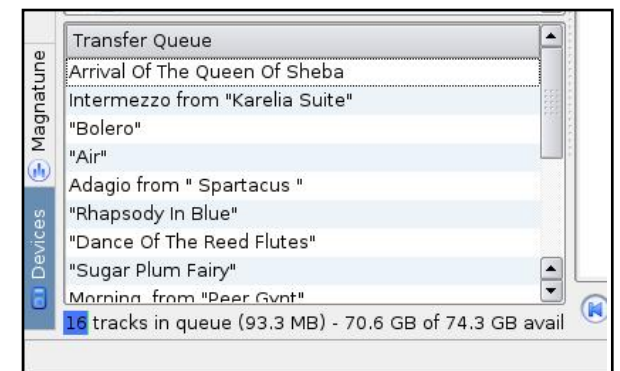 Transfer Queue
Arrival Of The Queen Of Sheba
Intermezzo from "Karelia Suite"
"Bolero"
"Air"
Adagio from " Spartacus "
"Rhapsody In Blue"
"Dance Of The Reed Flutes"
"Sugar Plum Fairy"
Morning from "Peer Gynt"
16 tracks in queue (93.3 MB) - 70.6 GB of 74.3 GB avail
Magnatune
Devices